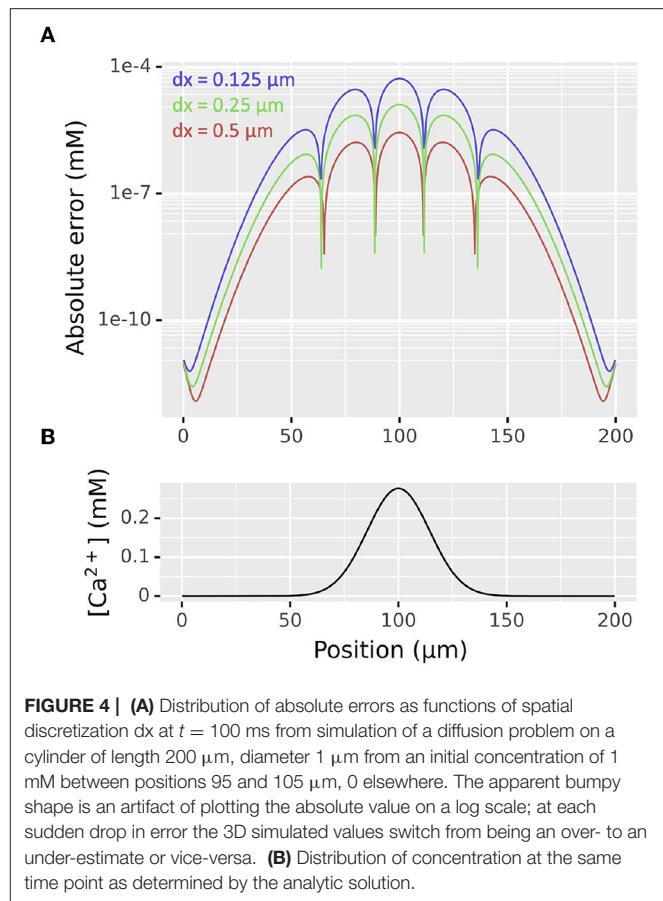 A
1e-4
dx = 0.125 µm
dx = 0.25 µm
dx = 0.5 µm
1e-7
1e-10
Absolute error (mM)
0 50 100 150 200
B
0.2
0.1
0
[Ca²⁺] (mM)
0 50 100 150 200
Position (µm)
FIGURE 4 | (A) Distribution of absolute errors as functions of spatial
discretization dx at t = 100 ms from simulation of a diffusion problem on a
cylinder of length 200 µm, diameter 1 µm from an initial concentration of 1
mM between positions 95 and 105 µm, 0 elsewhere. The apparent bumpy
shape is an artifact of plotting the absolute value on a log scale; at each
sudden drop in error the 3D simulated values switch from being an over- to an
under-estimate or vice-versa. (B) Distribution of concentration at the same
time point as determined by the analytic solution.